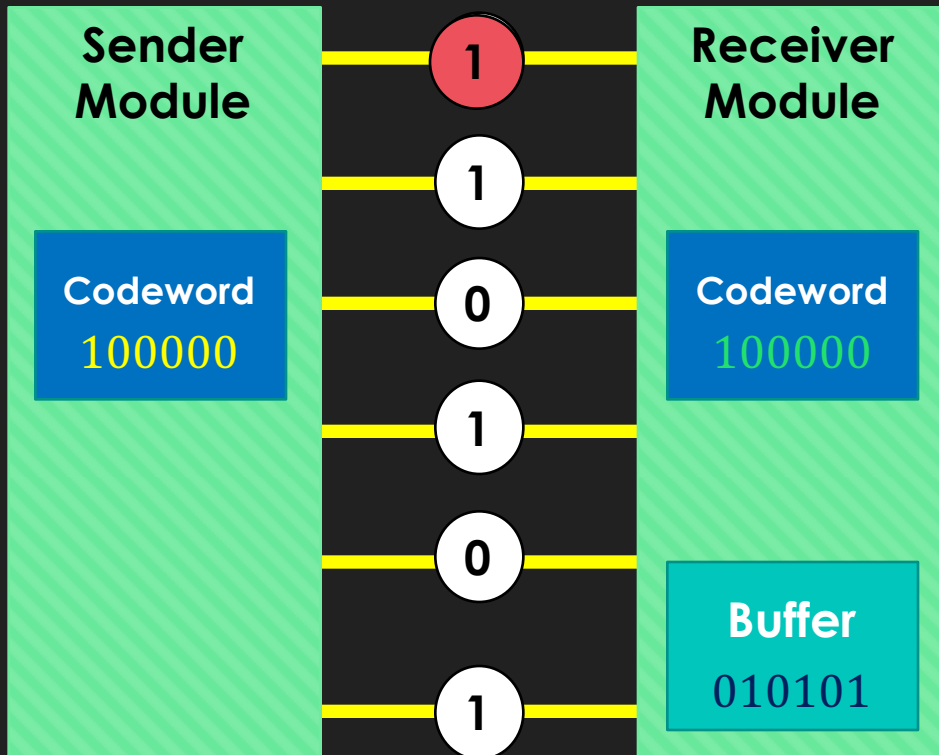 Sender
Module
Codeword
100000
1
1
0
1
0
1
Receiver
Module
Codeword
100000
Buffer
010101